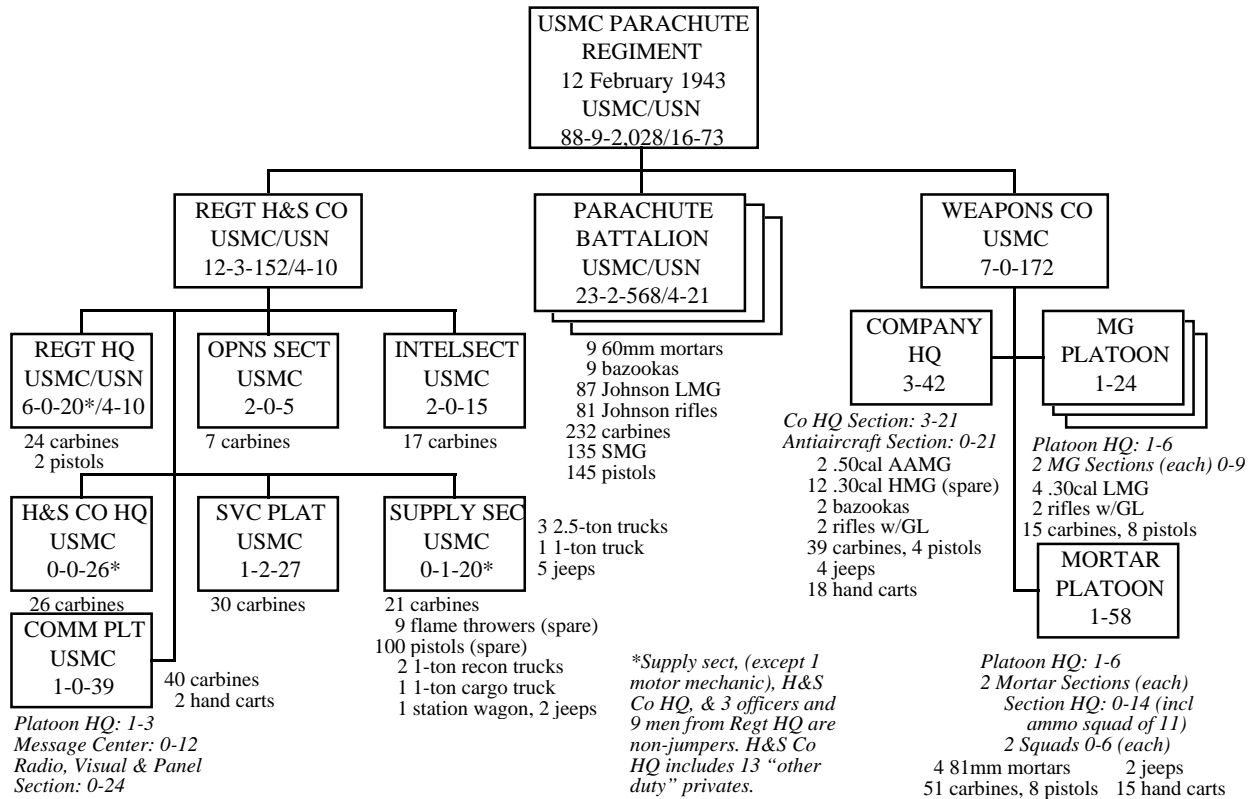 USMC PARACHUTE
REGIMENT
12 February 1943
USMC/USN
88-9-2,028/16-73
REGT H&S CO
USMC/USN
12-3-152/4-10
PARACHUTE
BATTALION
USMC/USN
23-2-568/4-21
9 60mm mortars
9 bazookas
87 Johnson LMG
81 Johnson rifles
232 carbines
135 SMG
145 pistols
WEAPONS CO
USMC
7-0-172
REGT HQ
USMC/USN
6-0-20*/4-10
24 carbines
2 pistols
OPNS SECT
USMC
2-0-5
7 carbines
INTELSECT
USMC
2-0-15
17 carbines
COMPANY
HQ
3-42
Co HQ Section: 3-21
Antiaircraft Section: 0-21
2 .50cal AAMG
12 .30cal HMG (spare)
2 bazookas
2 rifles w/GL
39 carbines, 4 pistols
4 jeeps
18 hand carts
MG
PLATOON
1-24
Platoon HQ: 1-6
2 MG Sections (each) 0-9
4 .30cal LMG
2 rifles w/GL
15 carbines, 8 pistols
H&S CO HQ
USMC
0-0-26*
26 carbines
SVC PLAT
USMC
1-2-27
30 carbines
SUPPLY SEC
USMC
0-1-20*
3 2.5-ton trucks
1 1-ton truck
5 jeeps
21 carbines
9 flame throwers (spare)
100 pistols (spare)
2 1-ton recon trucks
1 1-ton cargo truck
1 station wagon, 2 jeeps
COMM PLT
USMC
1-0-39
40 carbines
2 hand carts
Platoon HQ: 1-3
Message Center: 0-12
Radio, Visual & Panel
Section: 0-24
*Supply sect, (except 1
motor mechanic), H&S
Co HQ, & 3 officers and
9 men from Regt HQ are
non-jumpers. H&S Co
HQ includes 13 “other
duty” privates.
MORTAR
PLATOON
1-58
Platoon HQ: 1-6
2 Mortar Sections (each)
Section HQ: 0-14 (incl
ammo squad of 11)
2 Squads 0-6 (each)
4 81mm mortars 2 jeeps
51 carbines, 8 pistols 15 hand carts